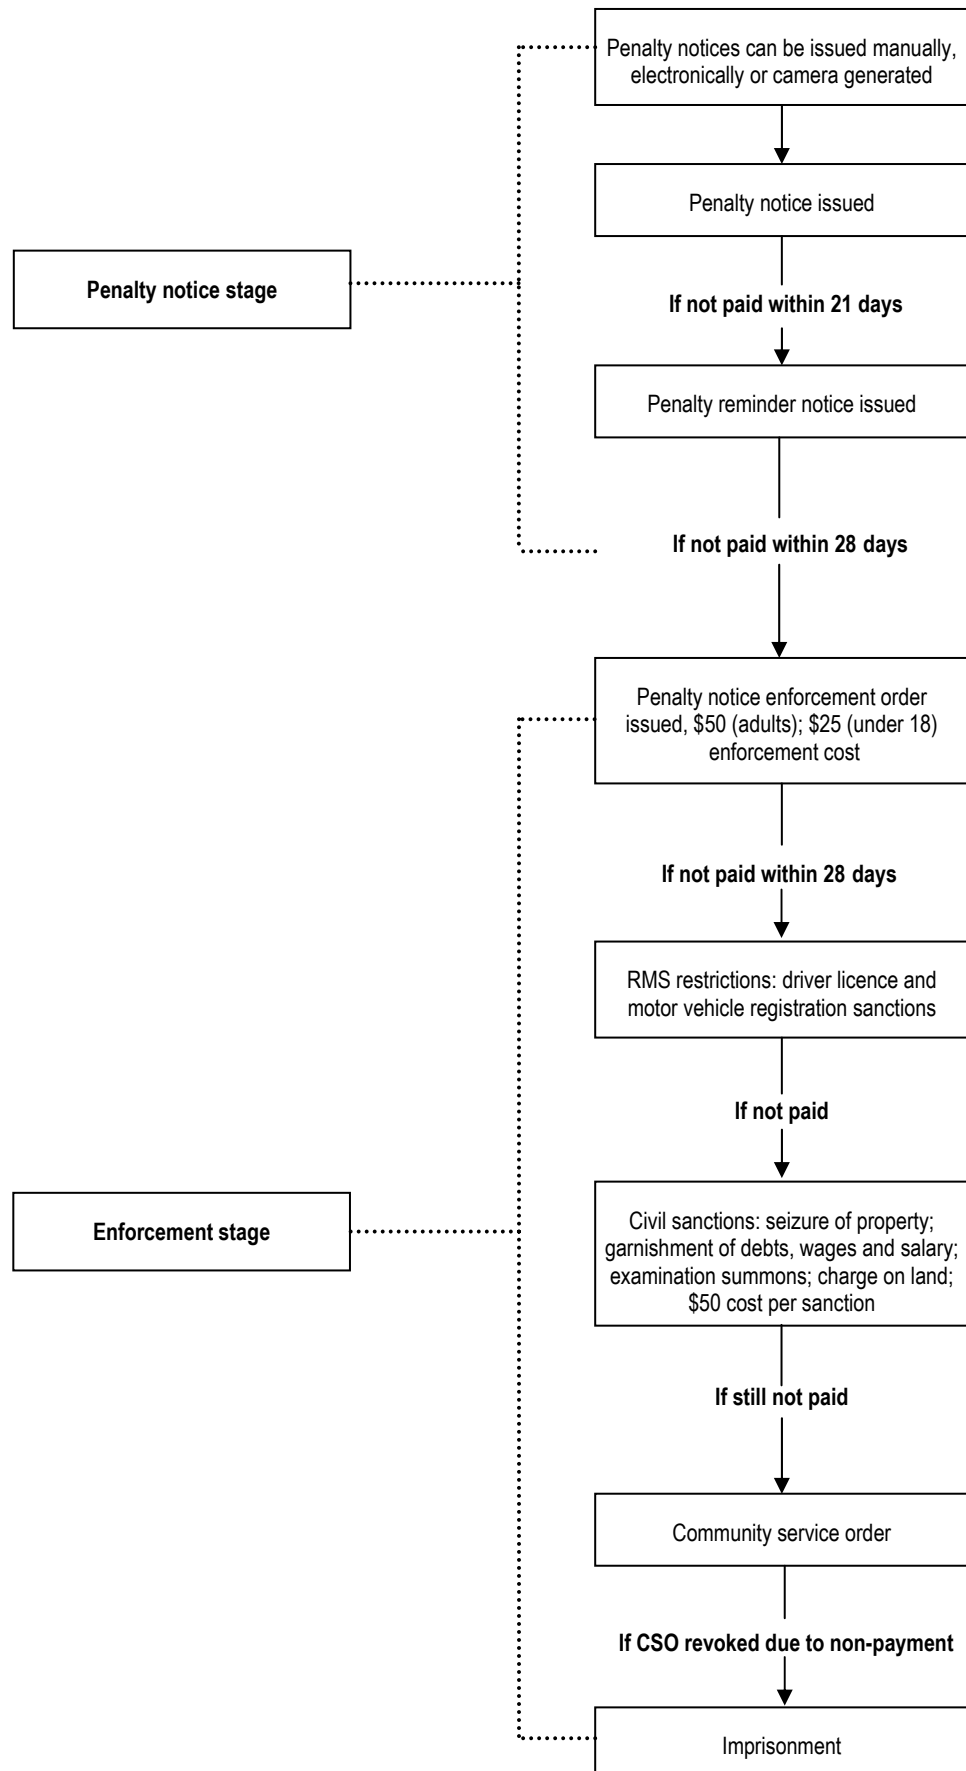 Penalty notices can be issued manually,
electronically or camera generated
Penalty notice issued
Penalty notice stage
If not paid within 21 days
Penalty reminder notice issued
If not paid within 28 days
Penalty notice enforcement order
issued, $50 (adults); $25 (under 18)
enforcement cost
If not paid within 28 days
RMS restrictions: driver licence and
motor vehicle registration sanctions
If not paid
Enforcement stage
Civil sanctions: seizure of property;
garnishment of debts, wages and salary;
examination summons; charge on land;
$50 cost per sanction
If still not paid
Community service order
If CSO revoked due to non-payment
Imprisonment